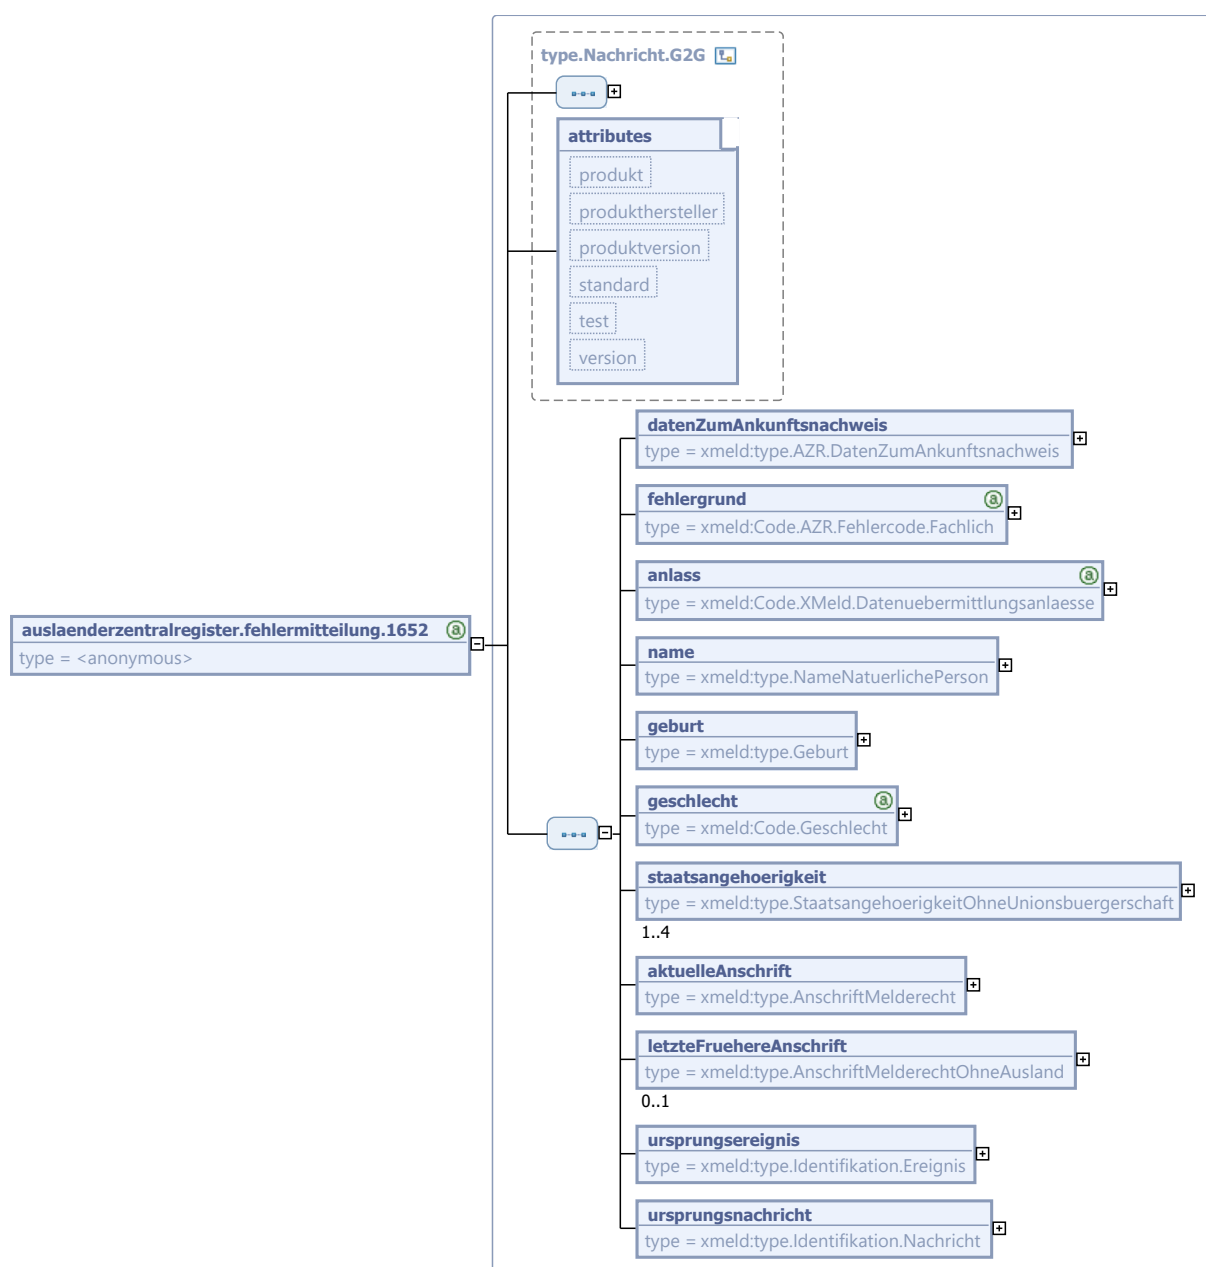 type.Nachricht.G2G
attributes
produkt
produkthersteller
produktversion
standard
test
version
datenZumAnkunftsnachweis
type = xmeld:type.AZR.DatenZumAnkunftsnachweis
fehlergrund
type = xmeld:Code.AZR.Fehlercode.Fachlich
anlass
type = xmeld:Code.XMeld.Datenuebermittlungsanlaesse
auslaenderzentralregister.fehlermitteilung.1652
type = <anonymous>
name
type = xmeld:type.NameNatuerlichePerson
geburt
type = xmeld:type.Geburt
geschlecht
type = xmeld:Code.Geschlecht
staatsangehoerigkeit
type = xmeld:type.StaatsangehoerigkeitOhneUnionsbuergerschaft
1..4
aktuelleAnschrift
type = xmeld:type.AnschriftMelderecht
letzteFruehereAnschrift
type = xmeld:type.AnschriftMelderechtOhneAusland
0..1
ursprungsereignis
type = xmeld:type.Identifikation.Ereignis
ursprungsnachricht
type = xmeld:type.Identifikation.Nachricht